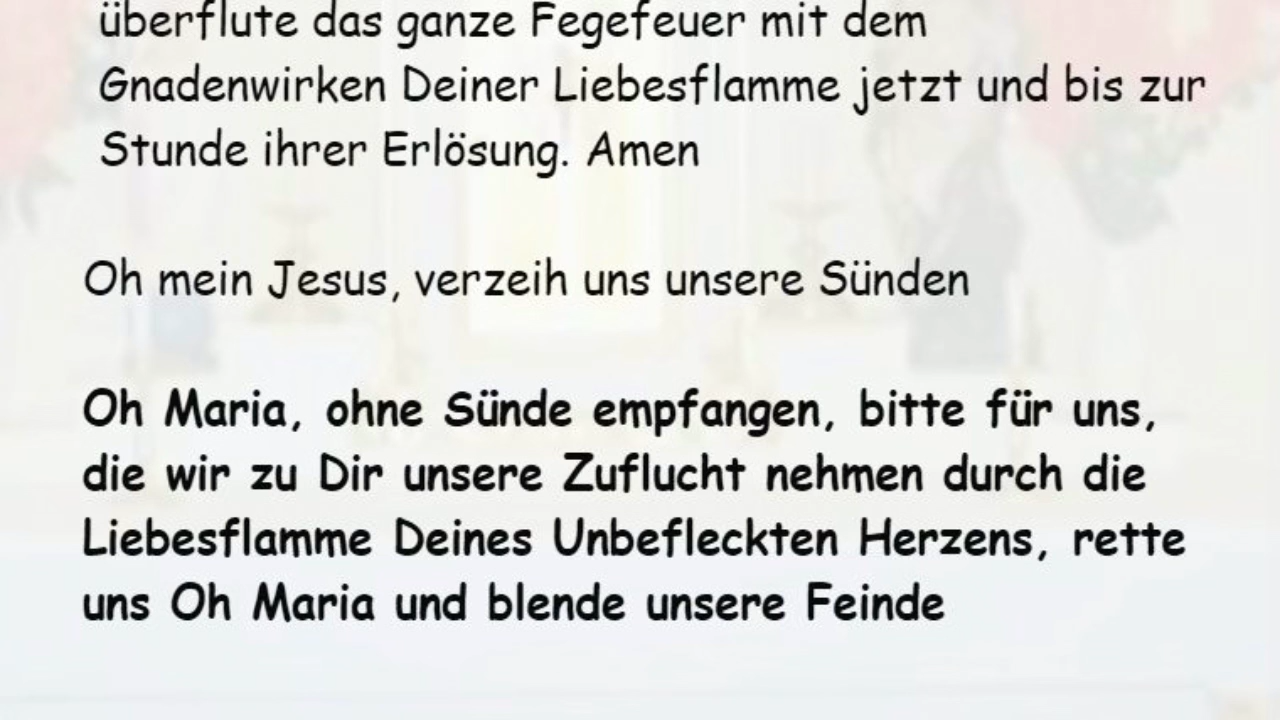 überflute das ganze Fegefeuer mit dem
Gnadenwirken Deiner Liebesflamme jetzt und bis zur
Stunde ihrer Erlösung. Amen
Oh mein Jesus, verzeih uns unsere Sünden
Oh Maria, ohne Sünde empfangen, bitte für uns,
die wir zu Dir unsere Zuflucht nehmen durch die
Liebesflamme Deines Unbefleckten Herzens, rette
uns Oh Maria und blende unsere Feinde